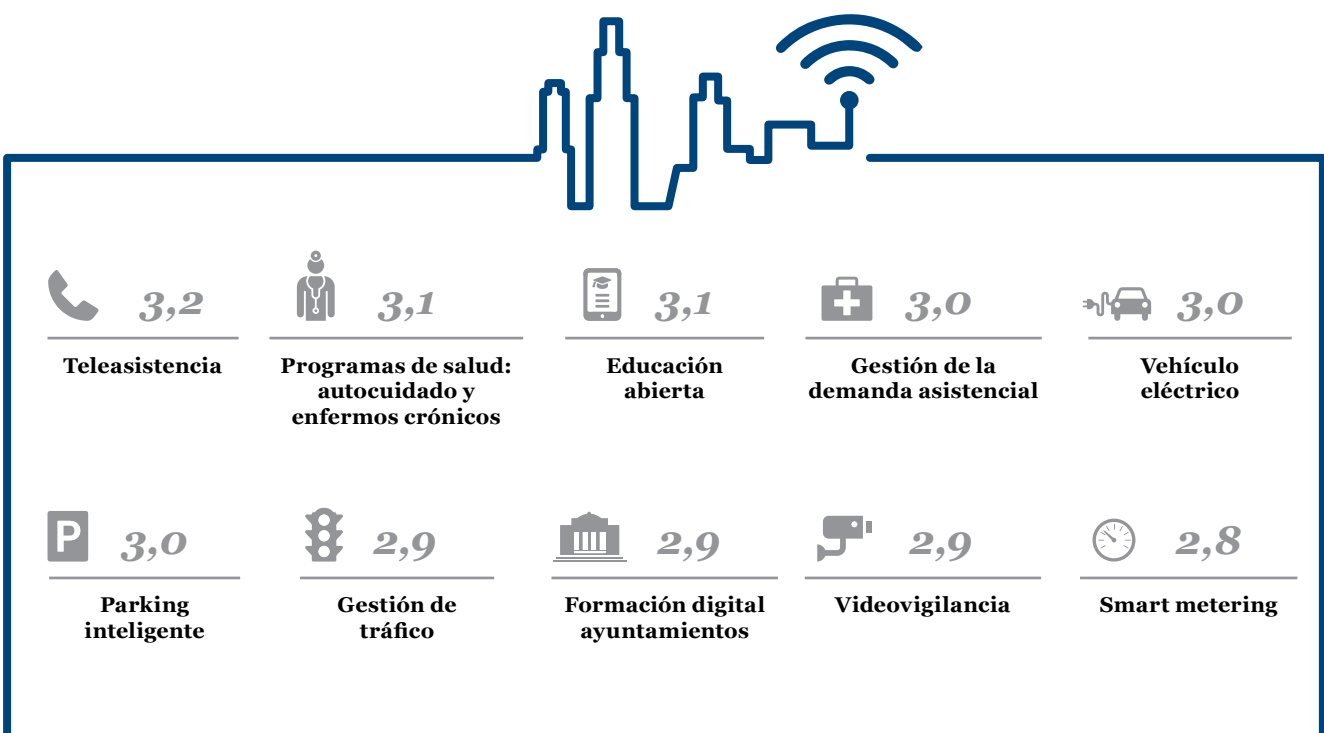 3,2
Teleasistencia
3,1
Programas de salud:
autocuidado y
enfermos crónicos
3,1
Educación
abierta
3,0
Gestión de la
demanda asistencial
3,0
Vehículo
eléctrico
P
3,0
Parking
inteligente
2,9
Gestión de
tráfico
2,9
Formación digital
ayuntamientos
2,9
Videovigilancia
2,8
Smart metering